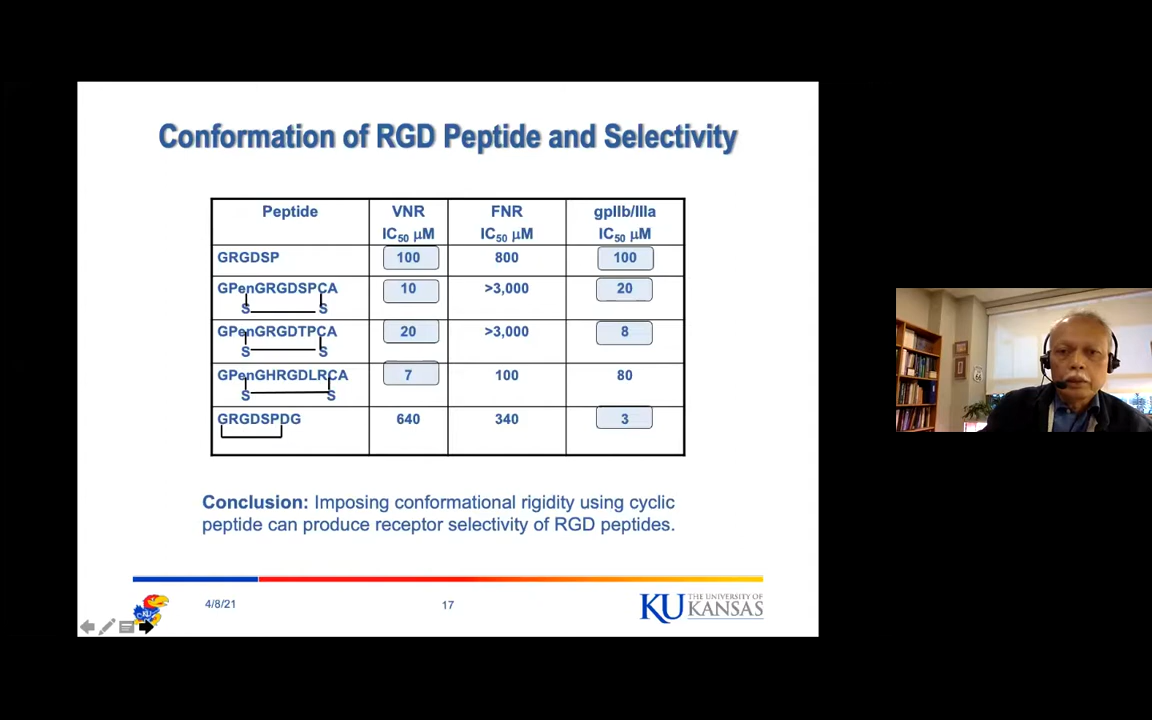 Conformation of RGD Peptide and Selectivity
Peptide VNR FNR gpIIb/IIIa
IC50 μM IC50 μM IC50 μM
GRGDSP 100 800 100
GPenGRGDSPCA 10 >3,000 20
S S
GPenGRGDTPCA 20 >3,000 8
S S
GPenGHRGDLRCA 7 100 80
S S
GRGDSPDG 640 340 3
Conclusion: Imposing conformational rigidity using cyclic
peptide can produce receptor selectivity of RGD peptides.
4/8/21 17 KU THE UNIVERSITY OF
KANSAS